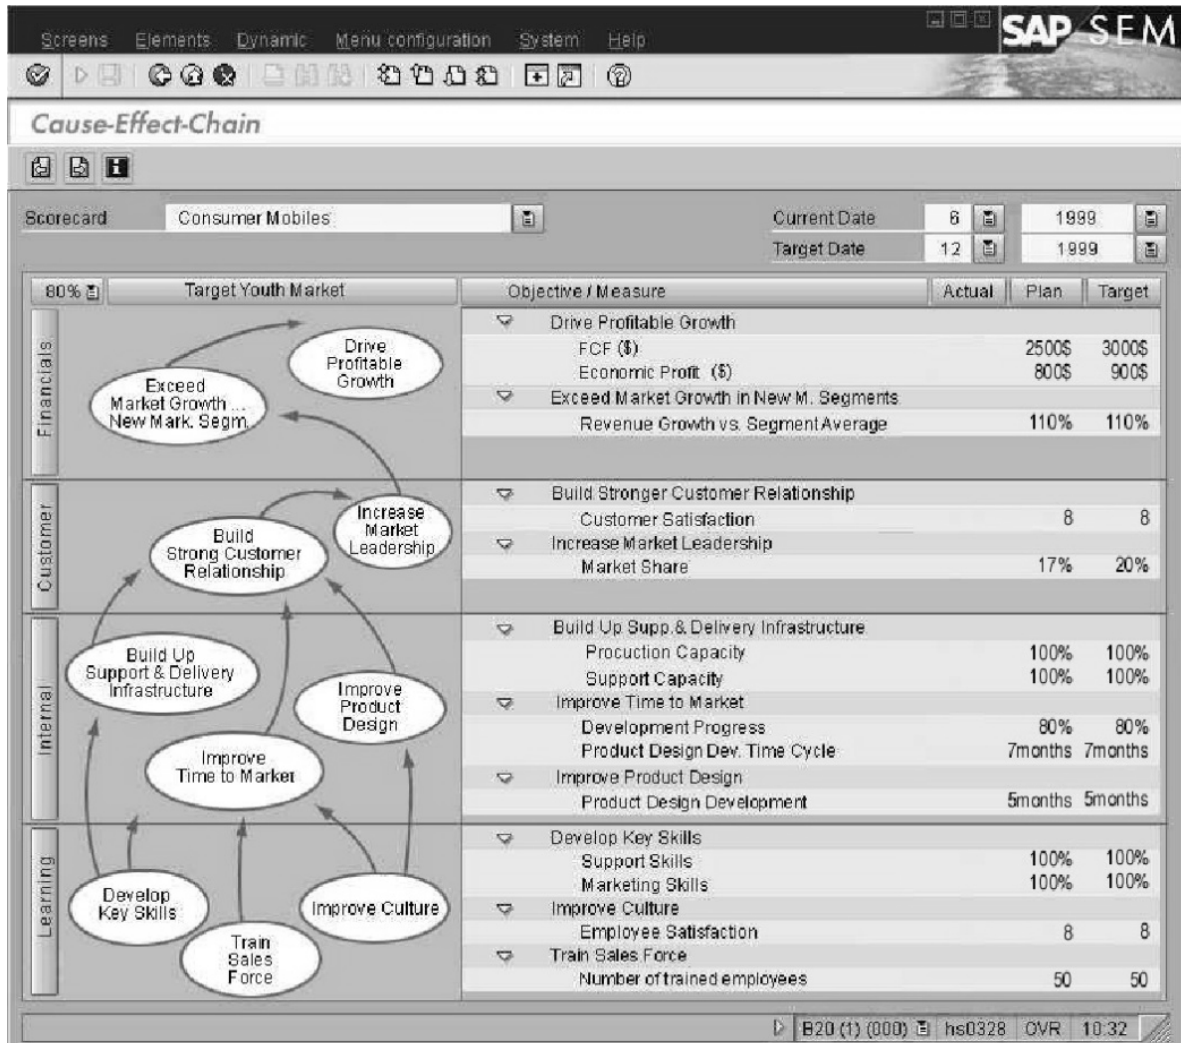 Screens Elements Dynamic Menu configuration System Help
SAP SEM
Cause-Effect-Chain
Scorecard Consumer Mobiles Current Date 6 1999
Target Date 12 1999
80% Target Youth Market Objective / Measure Actual Plan Target
Financials
Drive
Profitable
Growth
Exceed
Market Growth ...
New Mark. Segm.
Drive Profitable Growth
FCF ($) 2500$ 3000$
Economic Profit ($) 800$ 900$
Exceed Market Growth in New M. Segments
Revenue Growth vs. Segment Average 110% 110%
Customer
Increase
Market
Leadership
Build
Strong Customer
Relationship
Build Stronger Customer Relationship
Customer Satisfaction 8 8
Increase Market Leadership
Market Share 17% 20%
Internal
Build Up
Support & Delivery
Infrastructure
Improve
Product
Design
Improve
Time to Market
Build Up Supp.& Delivery Infrastructure
Procuction Capacity 100% 100%
Support Capacity 100% 100%
Improve Time to Market
Development Progress 80% 80%
Product Design Dev. Time Cycle 7months 7months
Improve Product Design
Product Design Development 5months 5months
Learning
Develop
Key Skills
Improve Culture
Train
Sales
Force
Develop Key Skills
Support Skills 100% 100%
Marketing Skills 100% 100%
Improve Culture
Employee Satisfaction 8 8
Train Sales Force
Number of trained employees 50 50
B20 (1) (000) hs0328 OVR 10:32